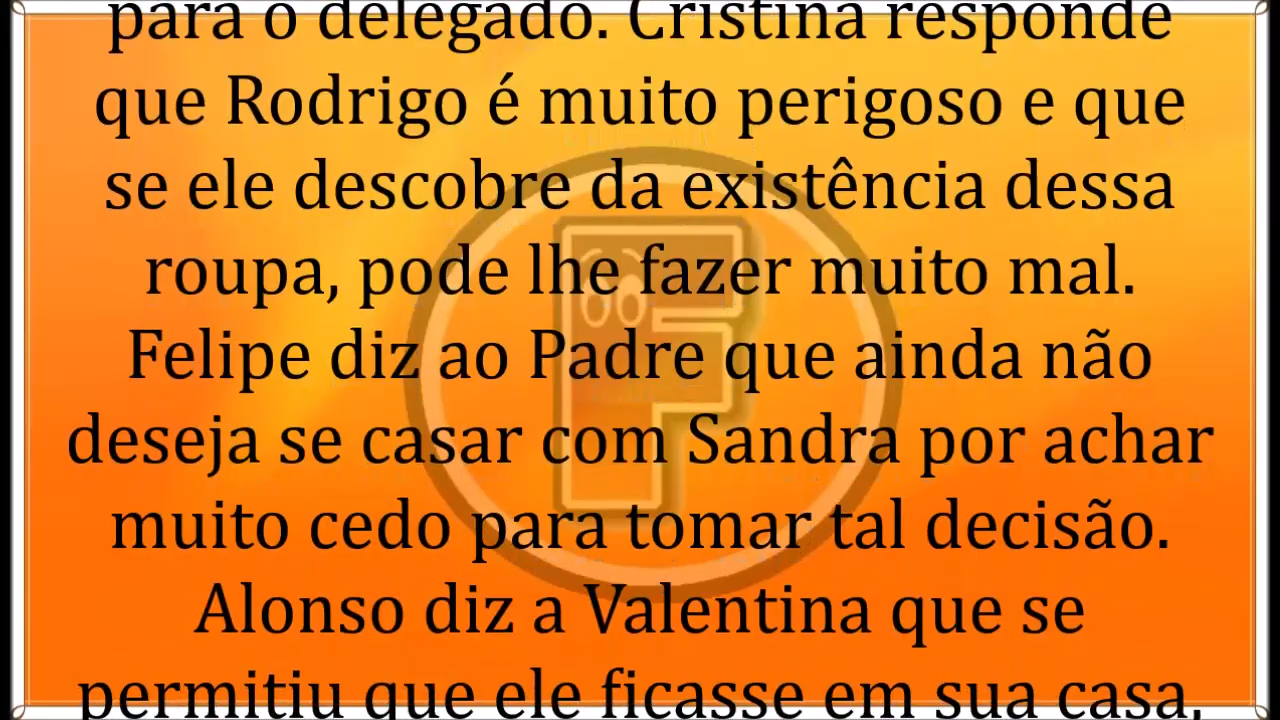 para o delegado. Cristina responde
que Rodrigo é muito perigoso e que
se ele descobre da existência dessa
roupa, pode lhe fazer muito mal.
Felipe diz ao Padre que ainda não
deseja se casar com Sandra por achar
muito cedo para tomar tal decisão.
Alonso diz a Valentina que se
permitiu que ele ficasse em sua casa,